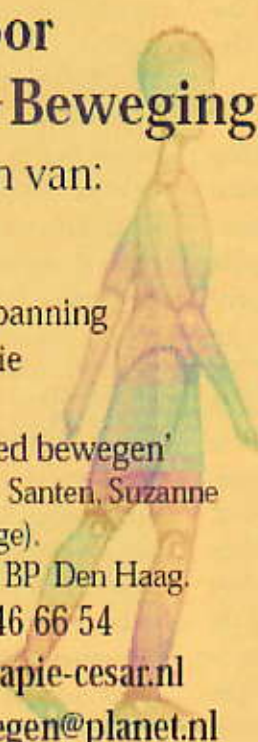 oor
- Beweging
n van:
panning
ie
ed bewegen'
Santen, Suzanne
ge).
BP Den Haag.
46 66 54
apie-cesar.nl
egen@planet.nl